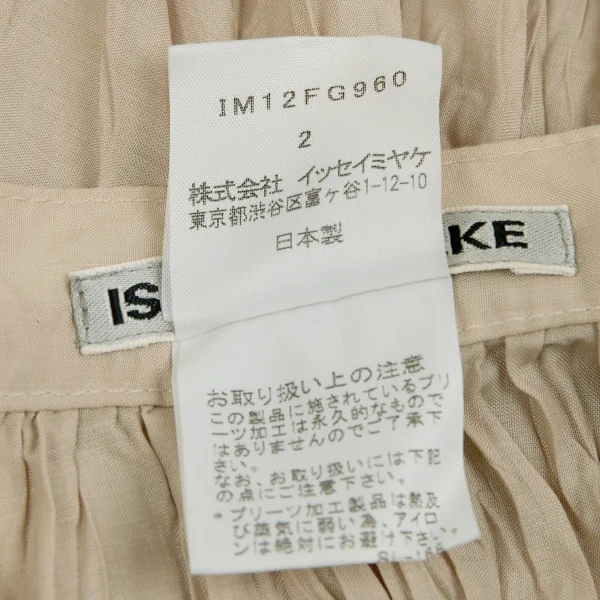 IM12FG960
2
株式会社 イッセイミヤケ
東京都渋谷区富ヶ谷1-12-10
日本製
IS KE
お取り扱い上の注意
この製品に施されているプリ
ーツ加工は永久的なもので
はありませんのでご了承下
さい。
なお、お取り扱いには下記
の点にご注意下さい。
*プリーツ加工製品は熱及
び蒸気に弱い為、アイロ
ンは絶対にお避け下さい。